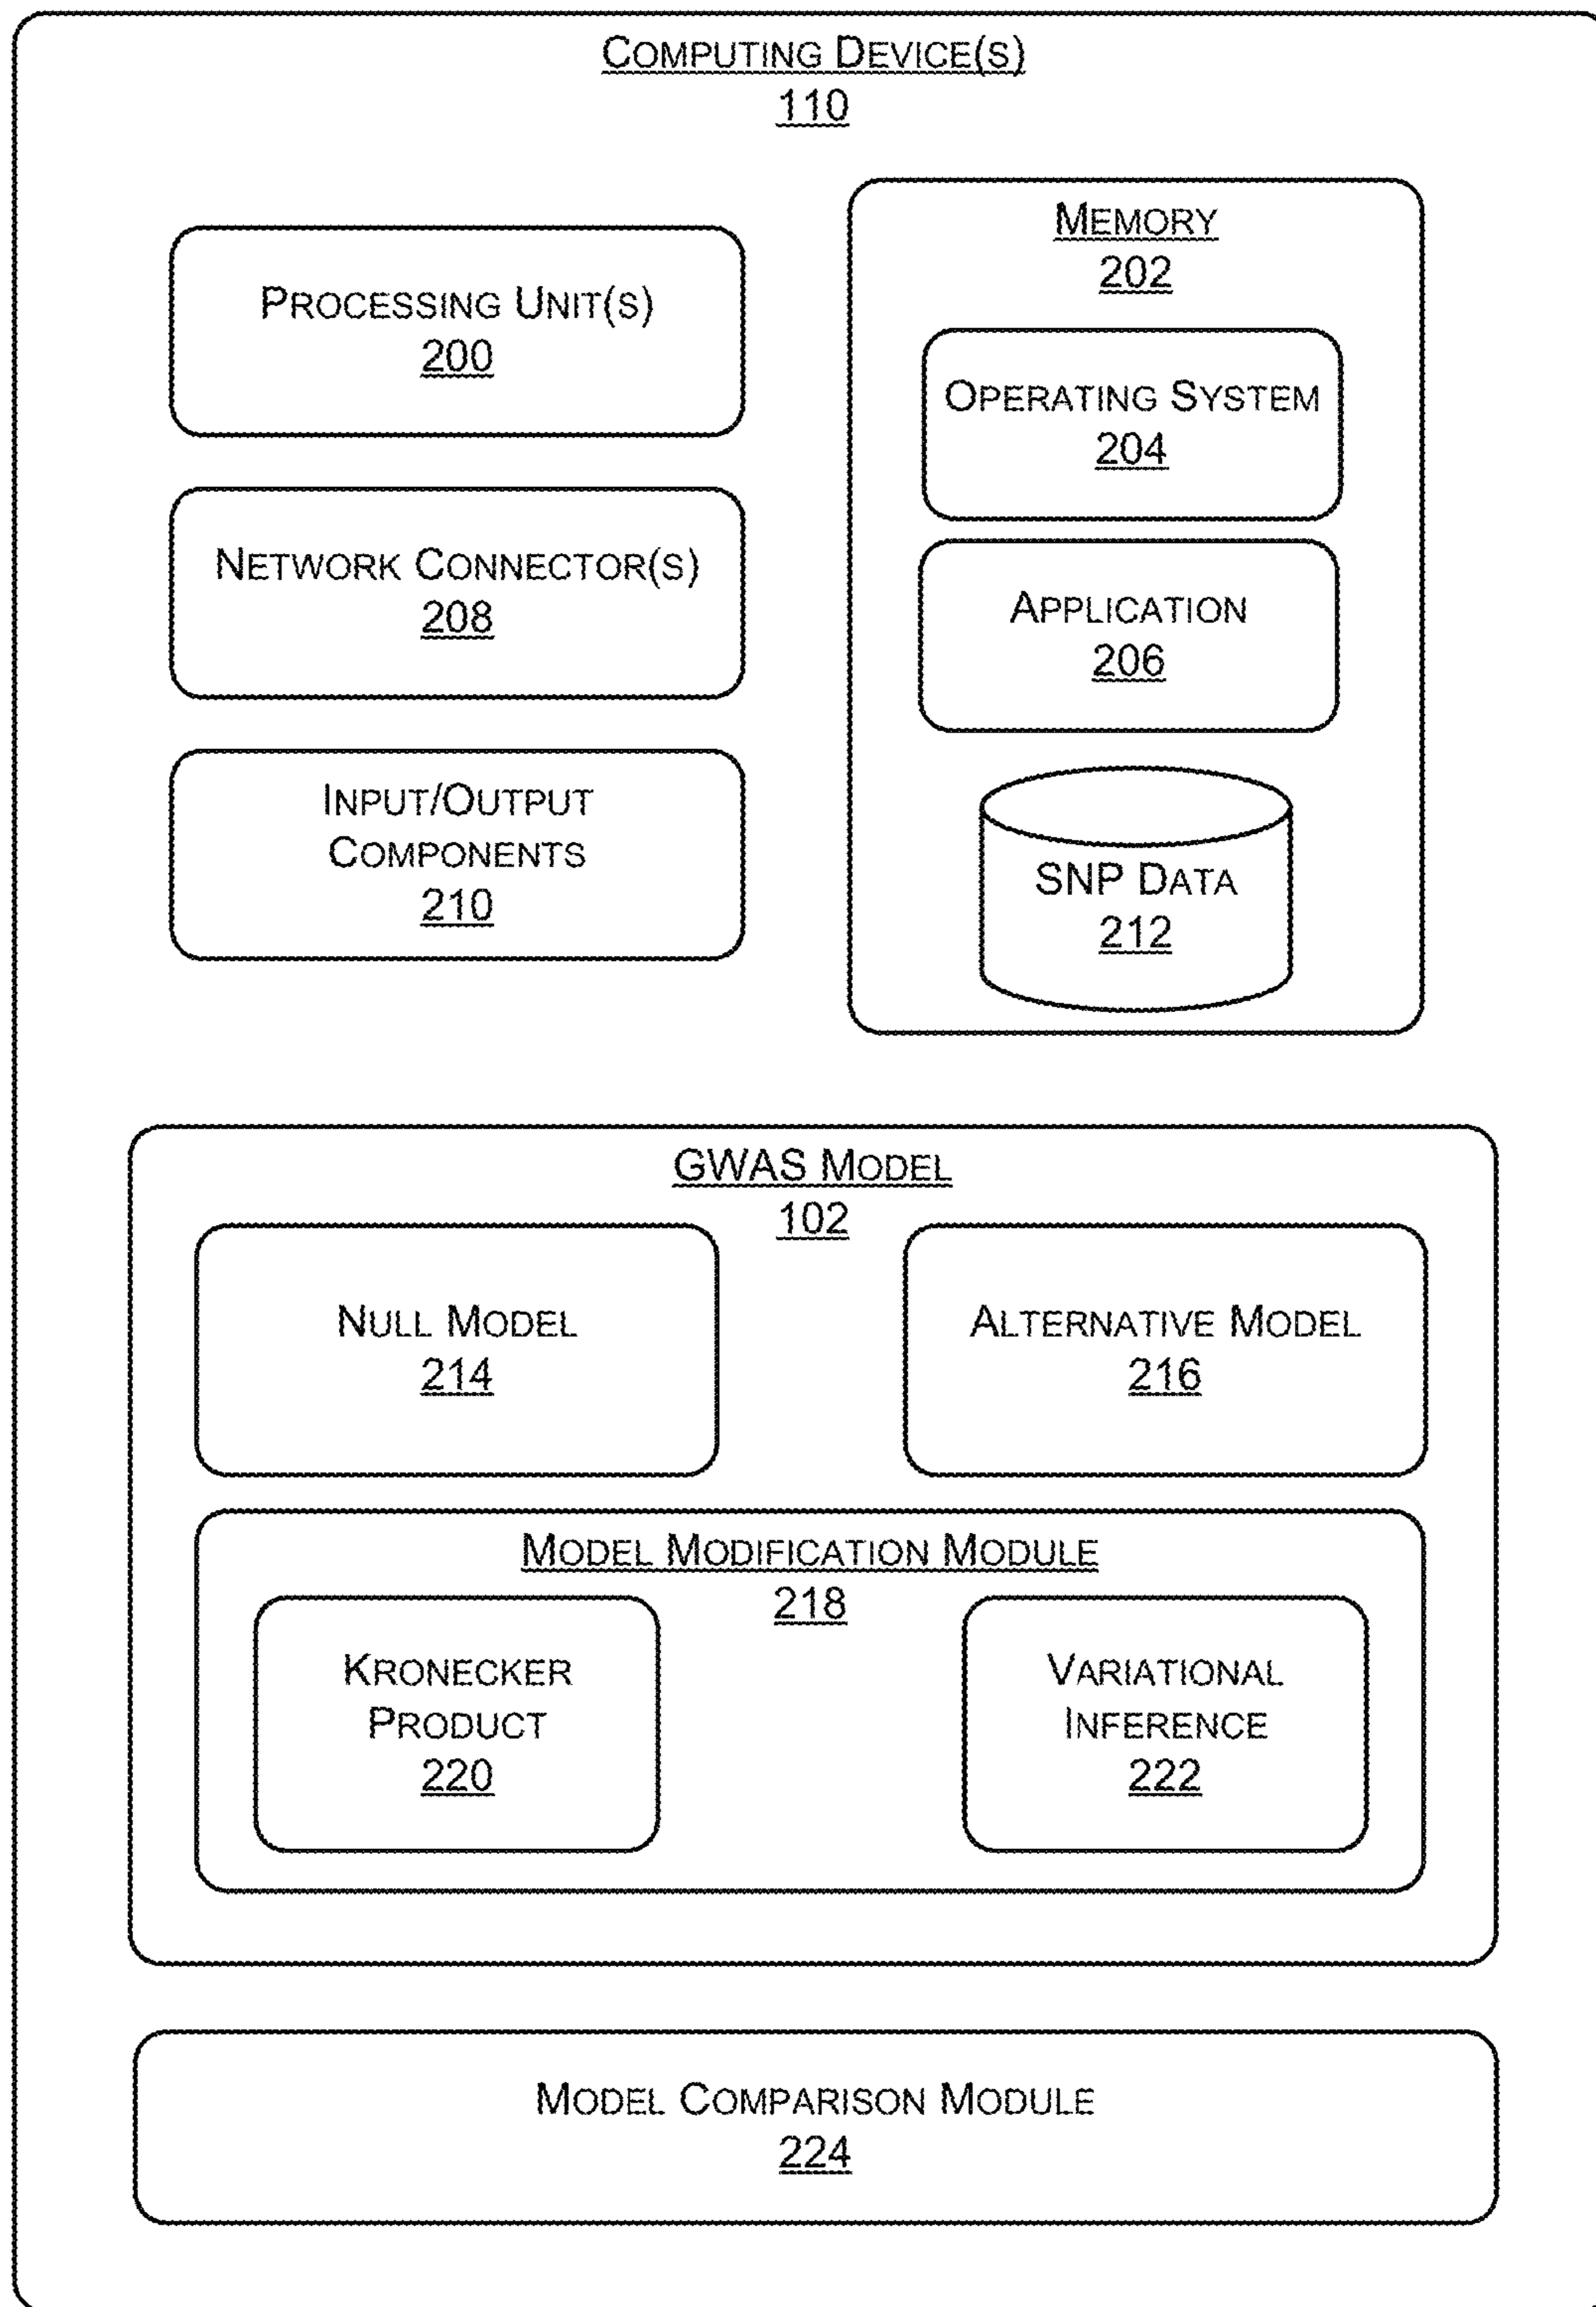 COMPUTING DEVICE(S)
110
PROCESSING UNIT(S)
200
NETWORK CONNECTOR(S)
208
INPUT/OUTPUT
COMPONENTS
210
MEMORY
202
OPERATING SYSTEM
204
APPLICATION
206
SNP DATA
212
GWAS MODEL
102
NULL MODEL
214
ALTERNATIVE MODEL
216
MODEL MODIFICATION MODULE
218
KRONECKER
PRODUCT
220
VARIATIONAL
INFERENCE
222
MODEL COMPARISON MODULE
224